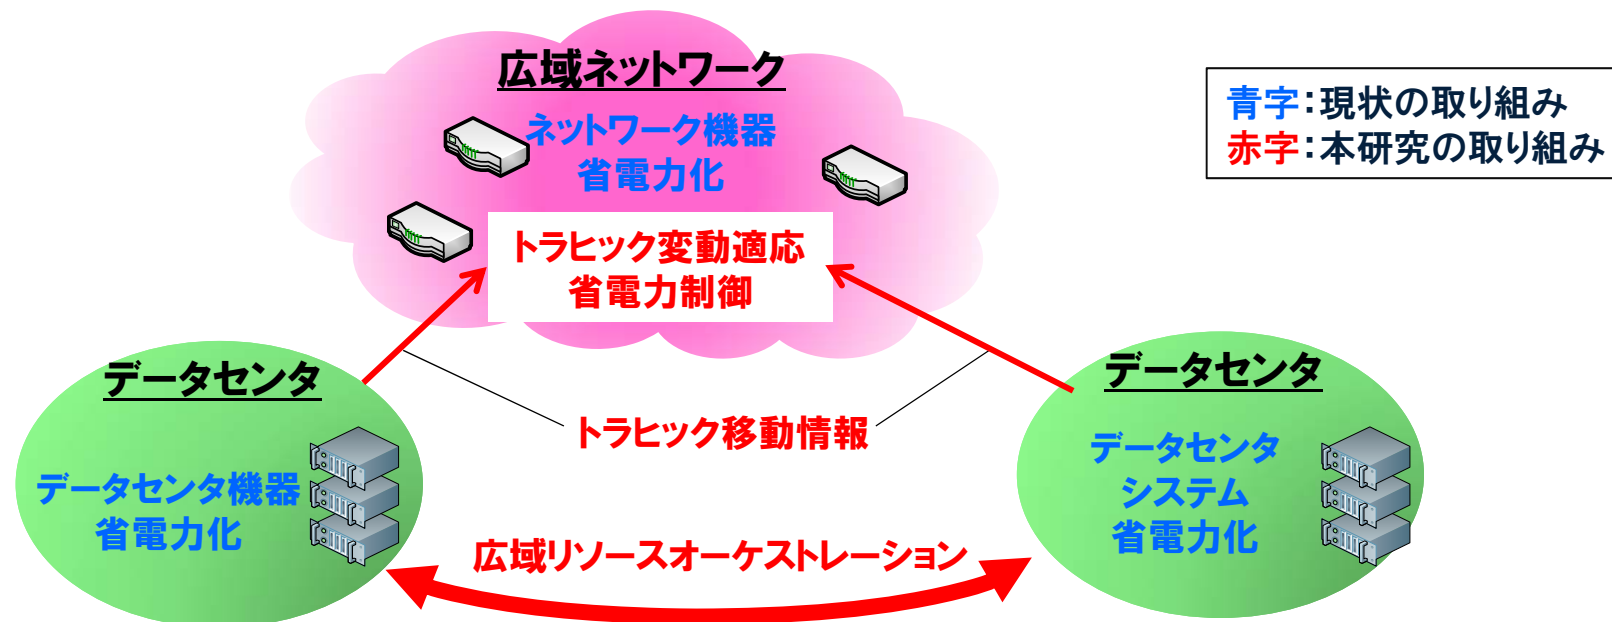 広域ネットワーク
ネットワーク機器
省電力化
トラヒック変動適応
省電力制御
青字：現状の取り組み
赤字：本研究の取り組み
データセンタ
データセンタ機器
省電力化
トラヒック移動情報
広域リソースオーケストレーション
データセンタ
データセンタ
システム
省電力化